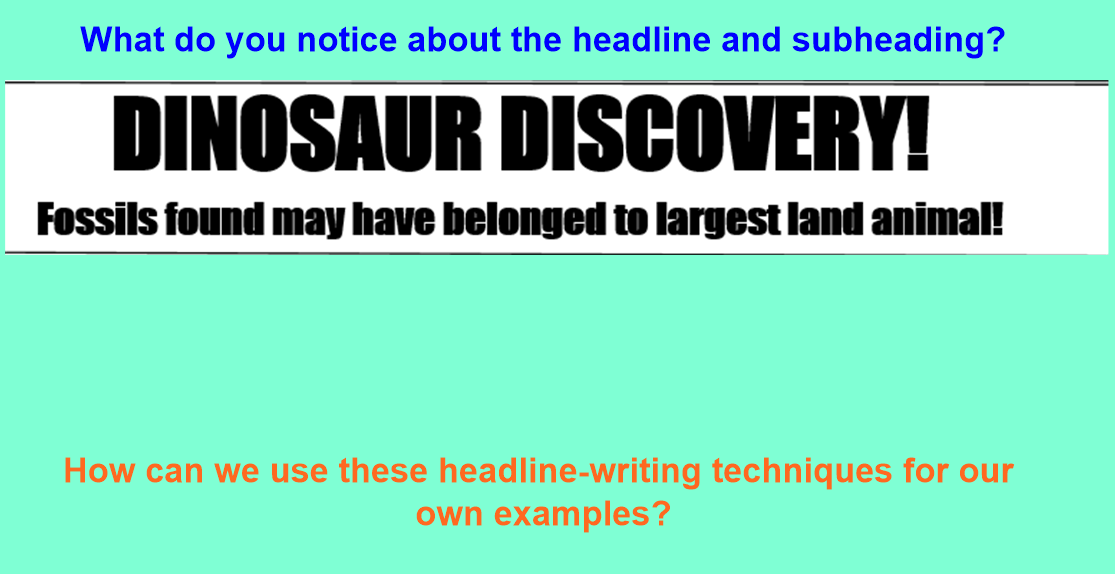 What do you notice about the headline and subheading?
DINOSAUR DISCOVERY!
Fossils found may have belonged to largest land animal!
How can we use these headline-writing techniques for our
own examples?